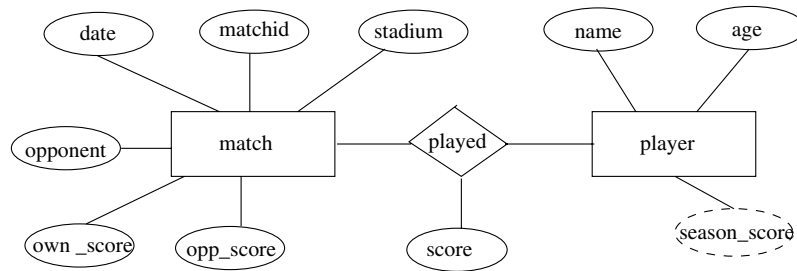 date
matchid
stadium
name
age
opponent
match
played
player
own _score
opp_score
score
season_score